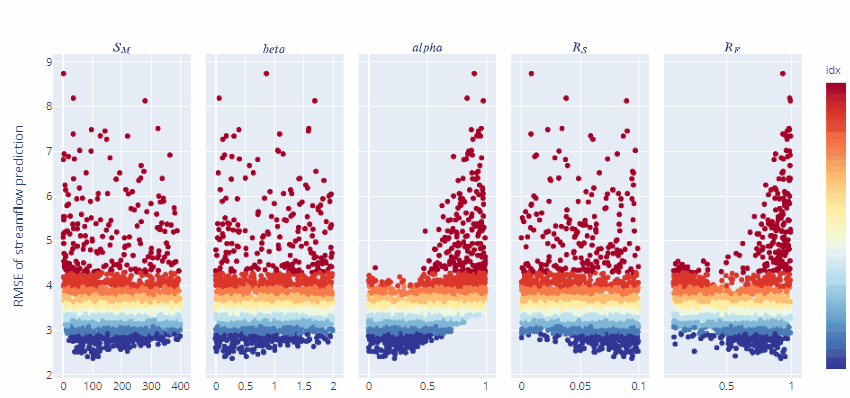 S_M beta alpha R_S R_F
idx
RMSE of streamflow prediction
9
8
7
6
5
4
3
2
0 100 200 300 400 0 0.5 1 1.5 2 0 0.5 1 0 0.05 0.1 0.5 1